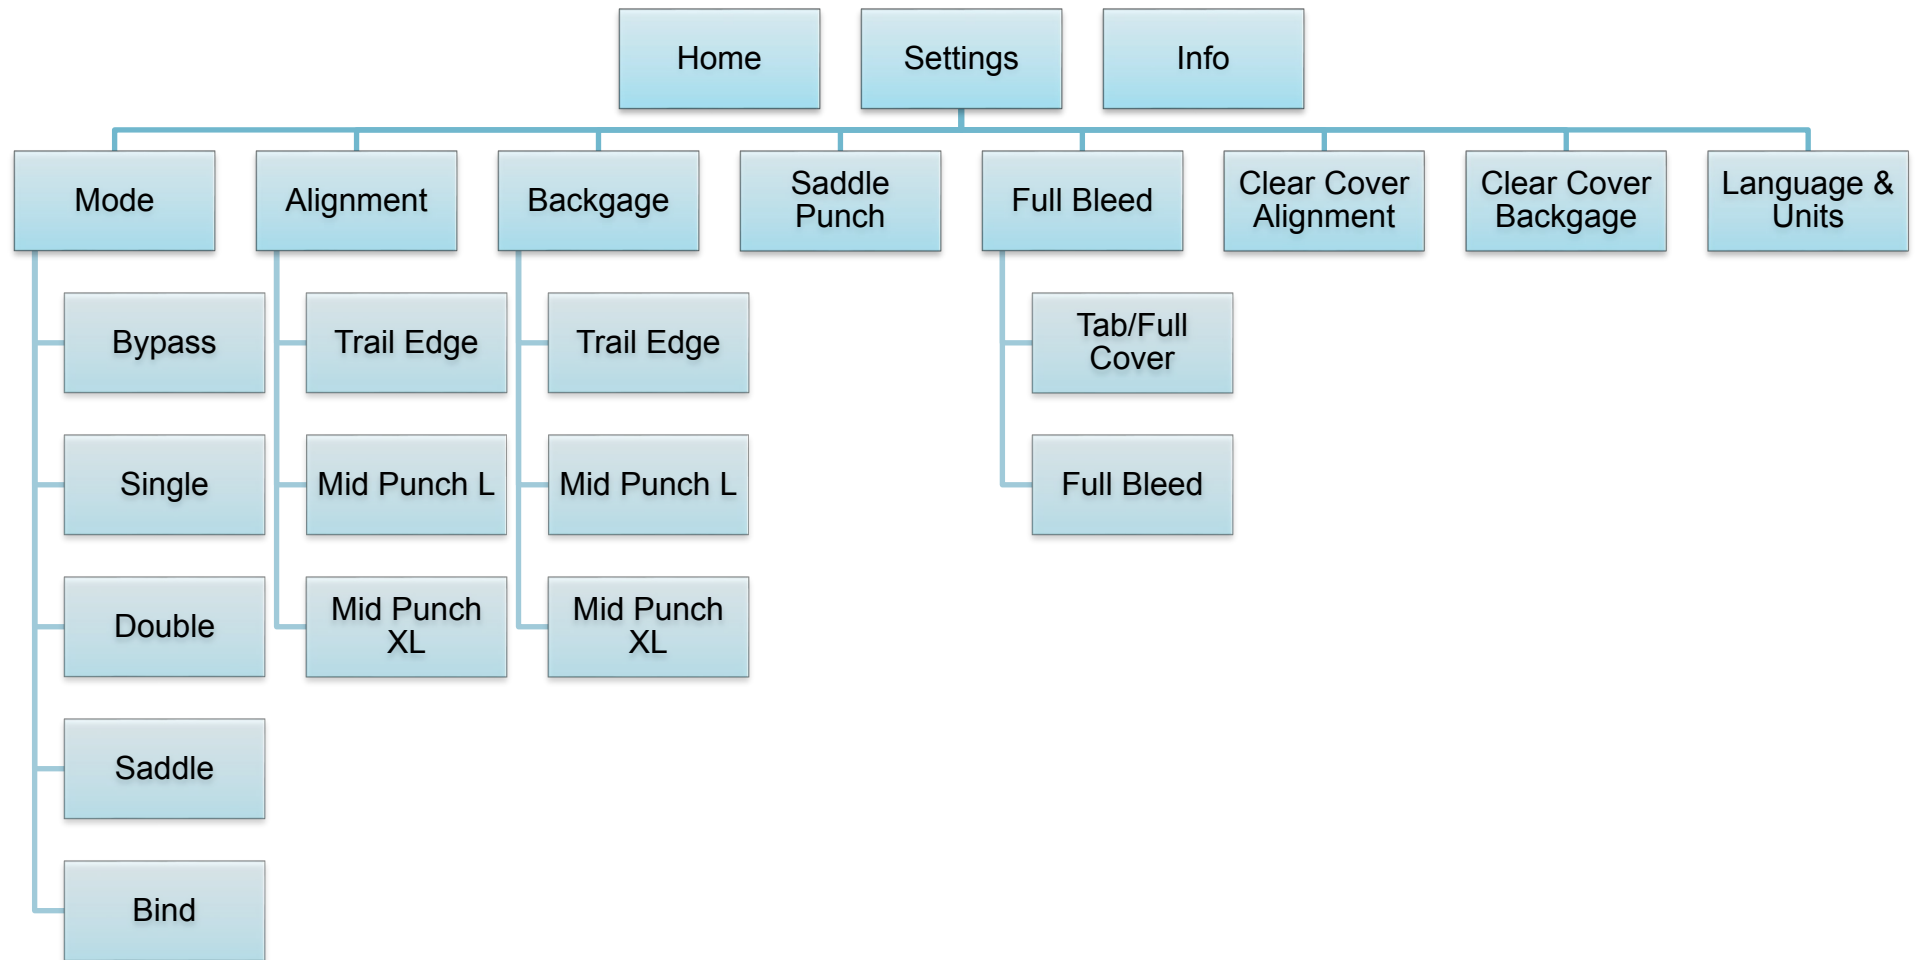 Home
Settings
Info
Mode
Alignment
Backgage
Saddle
Punch
Full Bleed
Clear Cover
Alignment
Clear Cover
Backgage
Language &
Units
Bypass
Trail Edge
Trail Edge
Tab/Full
Cover
Single
Mid Punch L
Mid Punch L
Full Bleed
Double
Mid Punch
XL
Mid Punch
XL
Saddle
Bind